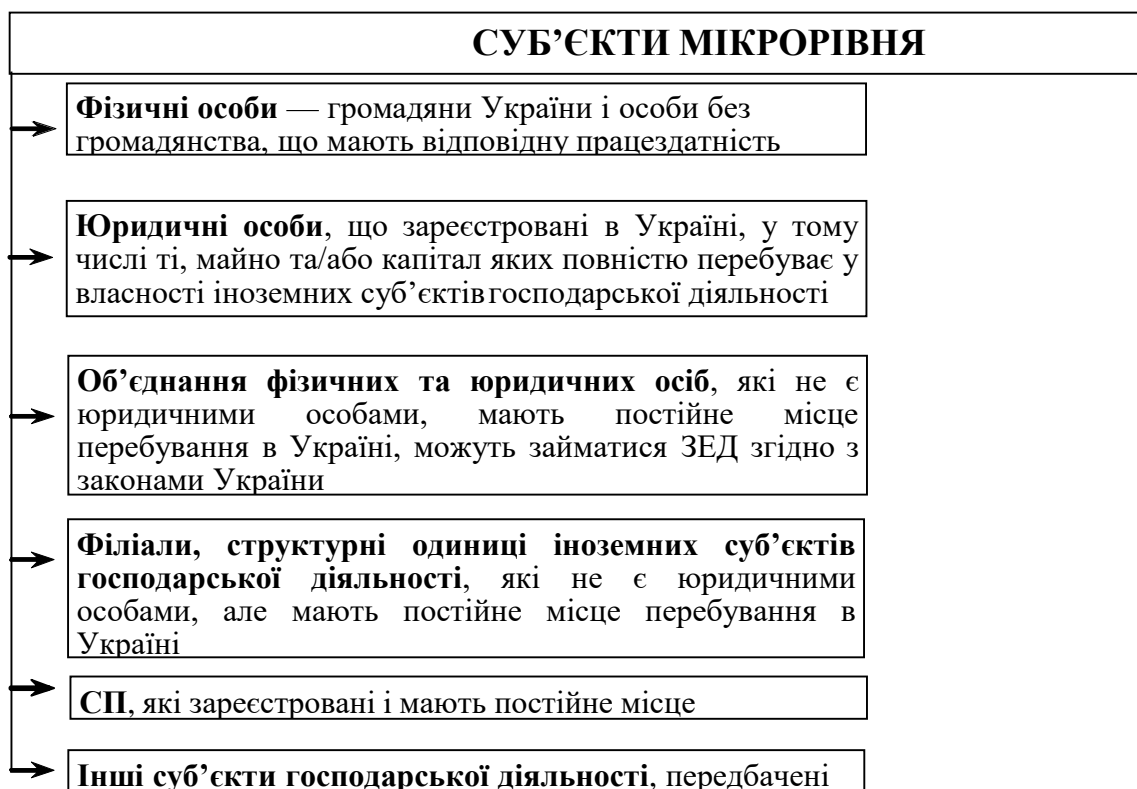 СУБ’ЄКТИ МІКРОРІВНЯ
Фізичні особи — громадяни України і особи без
громадянства, що мають відповідну працездатність
Юридичні особи, що зареєстровані в Україні, у тому
числі ті, майно та/або капітал яких повністю перебуває у
власності іноземних суб’єктів господарської діяльності
Об’єднання фізичних та юридичних осіб, які не є
юридичними особами, мають постійне місце
перебування в Україні, можуть займатися ЗЕД згідно з
законами України
Філіали, структурні одиниці іноземних суб’єктів
господарської діяльності, які не є юридичними
особами, але мають постійне місце перебування в
Україні
СП, які зареєстровані і мають постійне місце
Інші суб’єкти господарської діяльності, передбачені